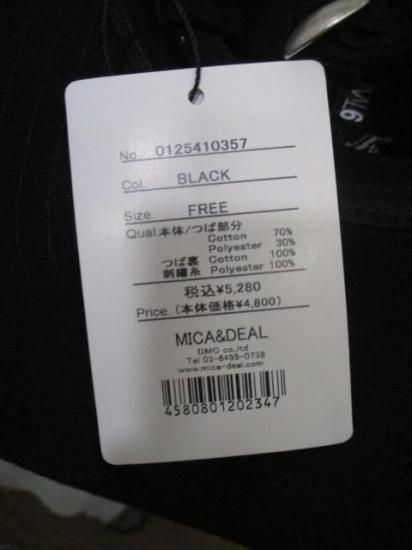 No. 0125410357
Col. BLACK
Size. FREE
Qual.本体/つば部分
Cotton 70%
Polyester 30%
つば裏 Cotton 100%
刺繍糸 Polyester 100%
税込¥5,280
Price. (本体価格¥4,800)
MICA&DEAL
DMC co.,ltd
Tel 03-6455-0738
www.mica-deal.com
4580801202347